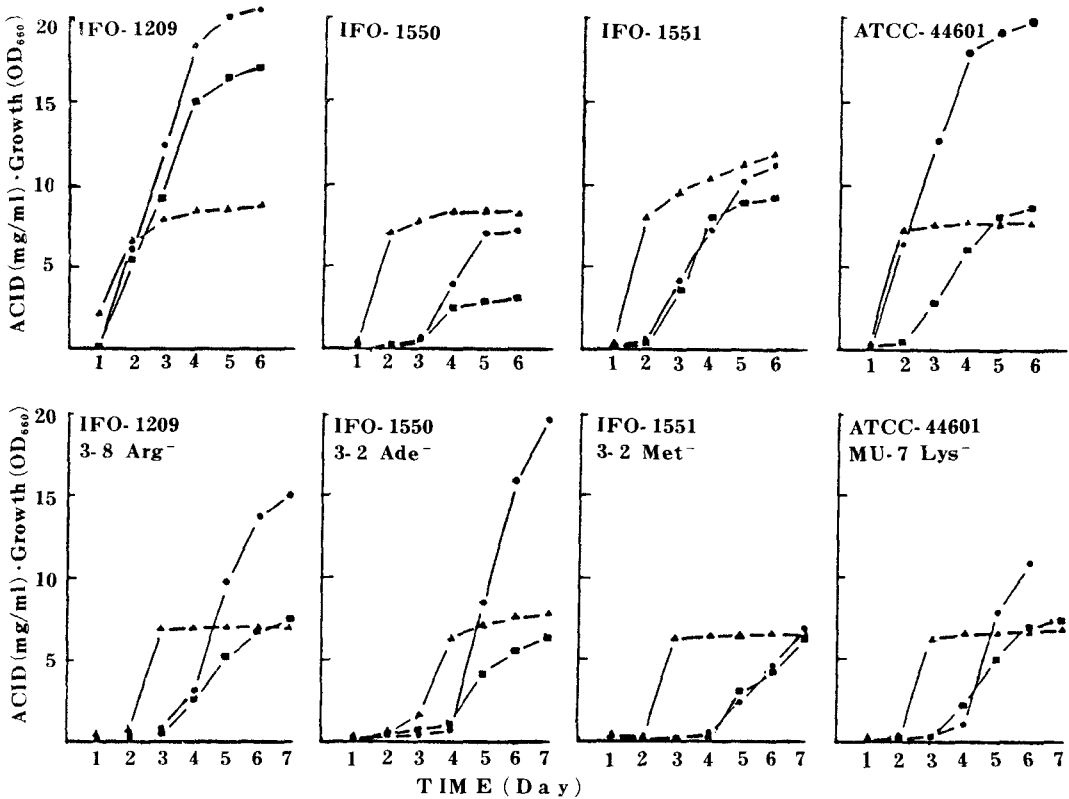 20
15
10
5
ACID (mg/ml)・Growth (OD₆₆₀)
IFO-1209
1 2 3 4 5 6
IFO-1550
1 2 3 4 5 6
IFO-1551
1 2 3 4 5 6
ATCC-44601
1 2 3 4 5 6
20
15
10
5
ACID (mg/ml)・Growth (OD₆₆₀)
IFO-1209
3-8 Arg⁻
1 2 3 4 5 6 7
IFO-1550
3-2 Ade⁻
1 2 3 4 5 6 7
IFO-1551
3-2 Met⁻
1 2 3 4 5 6 7
ATCC-44601
MU-7 Lys⁻
1 2 3 4 5 6 7
TIME (Day)